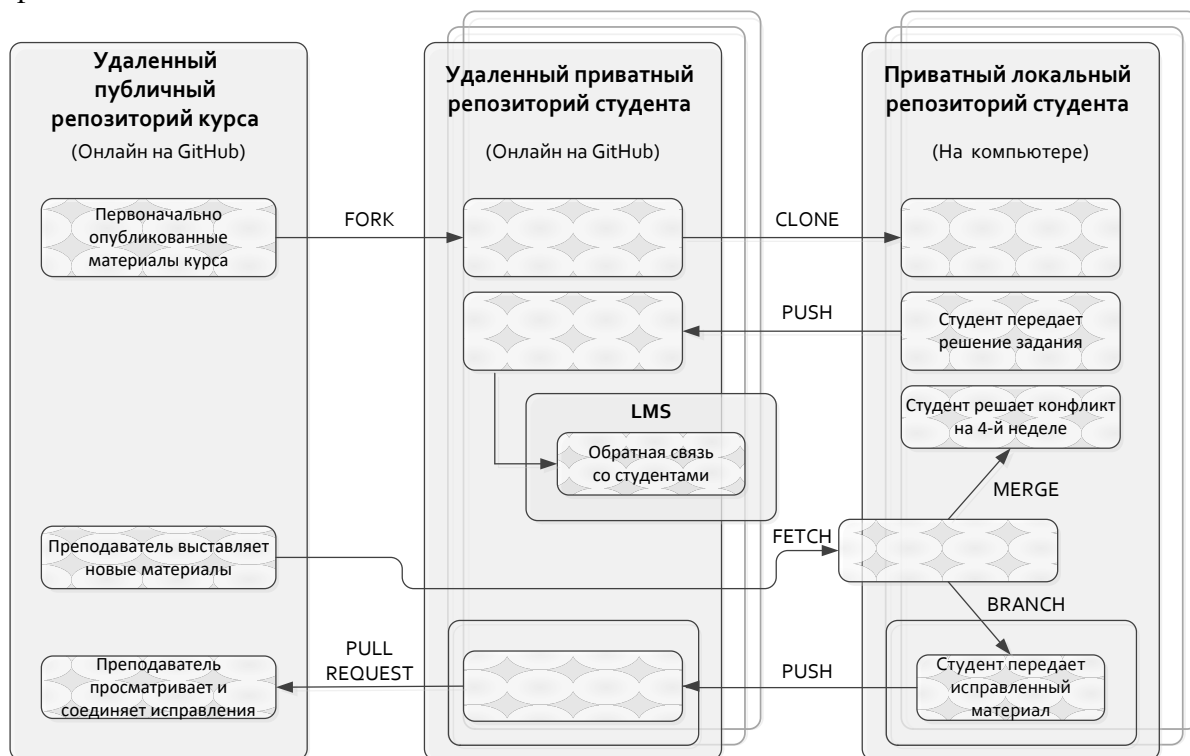 Удаленный
публичный
репозиторий курса
(Онлайн на GitHub)
Удаленный приватный
репозиторий студента
(Онлайн на GitHub)
Приватный локальный
репозиторий студента
(На компьютере)
Первоначально
опубликованные
материалы курса
FORK
CLONE
PUSH
Студент передает
решение задания
LMS
Обратная связь
со студентами
Студент решает конфликт
на 4-й неделе
MERGE
Преподаватель выставляет
новые материалы
FETCH
BRANCH
Преподаватель
просматривает и
соединяет исправления
PULL
REQUEST
PUSH
Студент передает
исправленный
материал